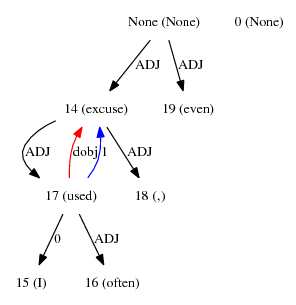 None (None) 0 (None)
ADJ ADJ
14 (excuse) 19 (even)
ADJ dobj 1 ADJ
17 (used) 18 (,)
0 ADJ
15 (I) 16 (often)